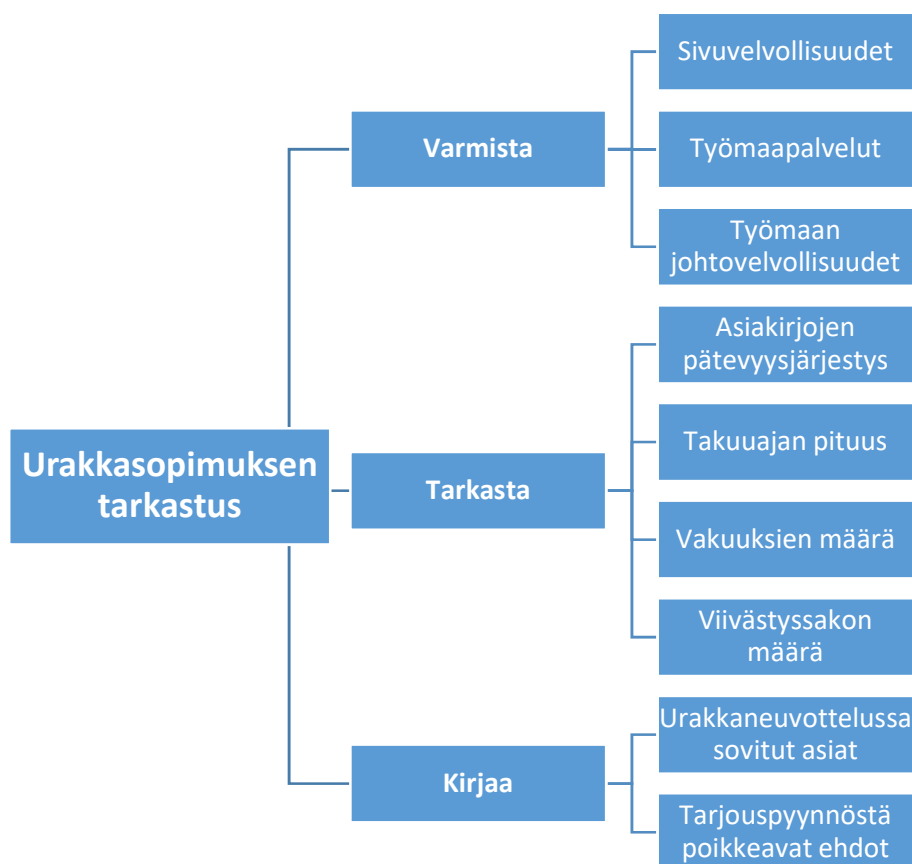 Urakkasopimuksen
tarkastus
Varmista
Sivuvelvollisuudet
Työmaapalvelut
Työmaan
johtovelvollisuudet
Tarkasta
Asiakirjojen
pätevyysjärjestys
Takuuajan pituus
Vakuuksien määrä
Viivästyssakon
määrä
Kirjaa
Urakkaneuvottelussa
sovitut asiat
Tarjouspyynnöstä
poikkeavat ehdot